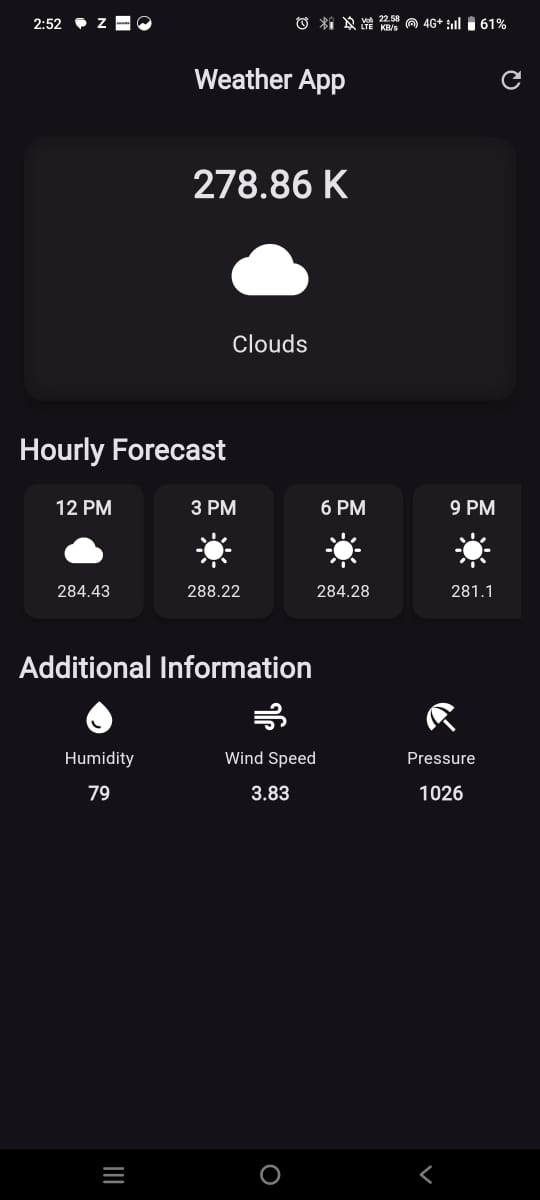 2:52 Z 22.58 KB/s Vo) LTE 4G+ 61%
Weather App
278.86 K
Clouds
Hourly Forecast
12 PM 3 PM 6 PM 9 PM
284.43 288.22 284.28 281.1
Additional Information
Humidity Wind Speed Pressure
79 3.83 1026